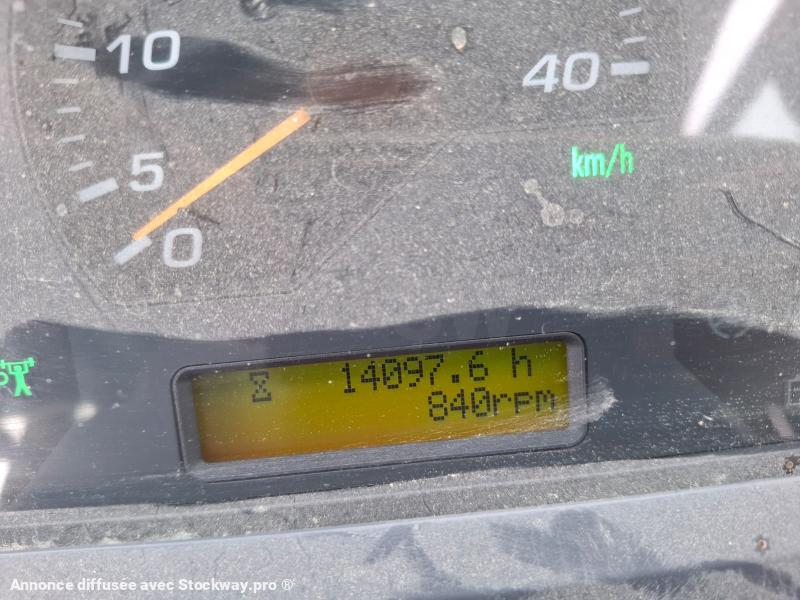 10
40
km/h
5
0
14097.6 h
840rpm
Annonce diffusée avec Stockway.pro ®